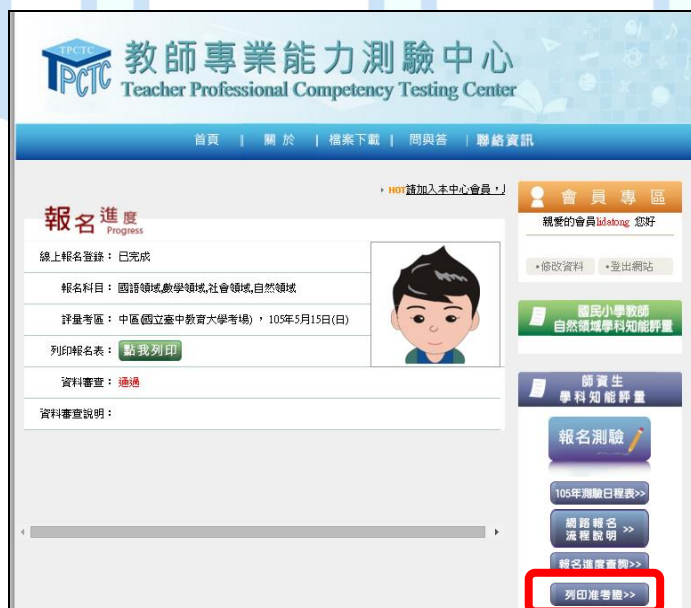 TPCTC
TPCTC
教師專業能力測驗中心
Teacher Professional Competency Testing Center
首頁 | 關於 | 檔案下載 | 問與答 | 聯絡資訊
HOT請加入本中心會員，
報名進度
Progress
線上報名登錄： 已完成
報名科目： 國語領域,數學領域,社會領域,自然領域
評量考區： 中區(國立臺中教育大學考場) ， 105年5月15日(日)
列印報名表： 點我列印
資料審查： 通過
資料審查說明：
會員專區
親愛的會員lidatong 您好
•修改資料 •登出網站
國民小學教師
自然領域學科知能評量
師資生
學科知能評量
報名測驗
105年測驗日程表>>
網路報名
流程說明 >>
報名進度查詢>>
列印准考證>>